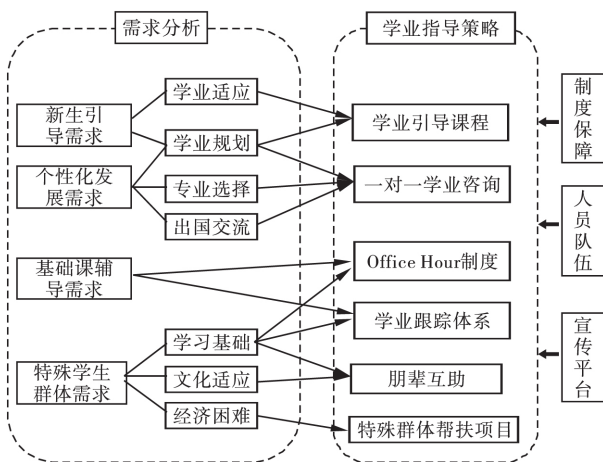 需求分析
学业指导策略
新生引
导需求
个性化发
展需求
基础课辅
导需求
特殊学生
群体需求
学业适应
学业规划
专业选择
出国交流
学习基础
文化适应
经济困难
学业引导课程
一对一学业咨询
Office Hour制度
学业跟踪体系
朋辈互助
特殊群体帮扶项目
制度保障
人员队伍
宣传平台